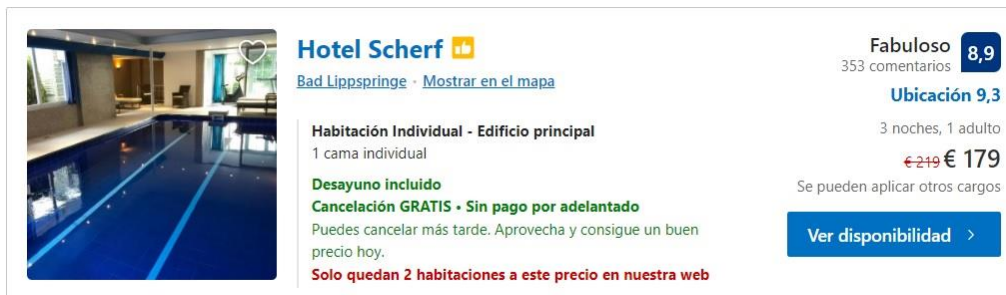 Hotel Scherf
Bad Lippspringe · Mostrar en el mapa
Habitación Individual - Edificio principal
1 cama individual
Desayuno incluido
Cancelación GRATIS • Sin pago por adelantado
Puedes cancelar más tarde. Aprovecha y consigue un buen
precio hoy.
Solo quedan 2 habitaciones a este precio en nuestra web
Fabuloso 8,9
353 comentarios
Ubicación 9,3
3 noches, 1 adulto
€ 219 € 179
Se pueden aplicar otros cargos
Ver disponibilidad